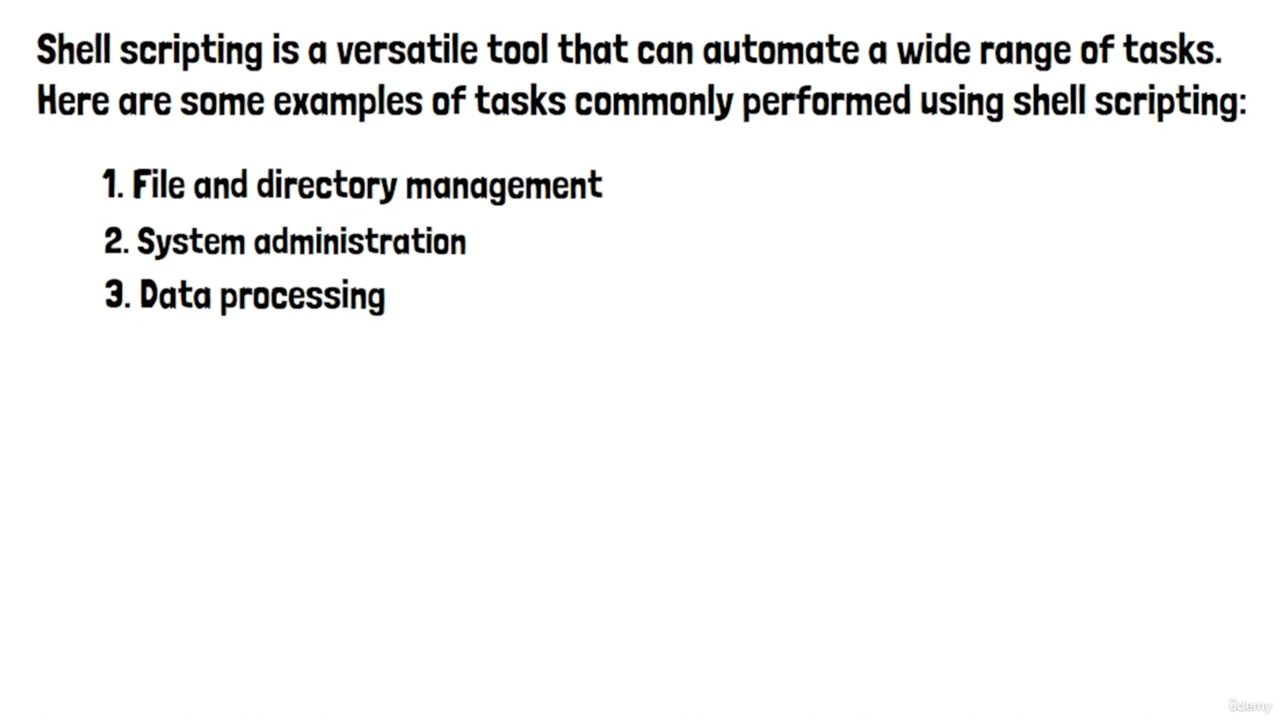 Shell scripting is a versatile tool that can automate a wide range of tasks.
Here are some examples of tasks commonly performed using shell scripting:
1. File and directory management
2. System administration
3. Data processing
ûdemy